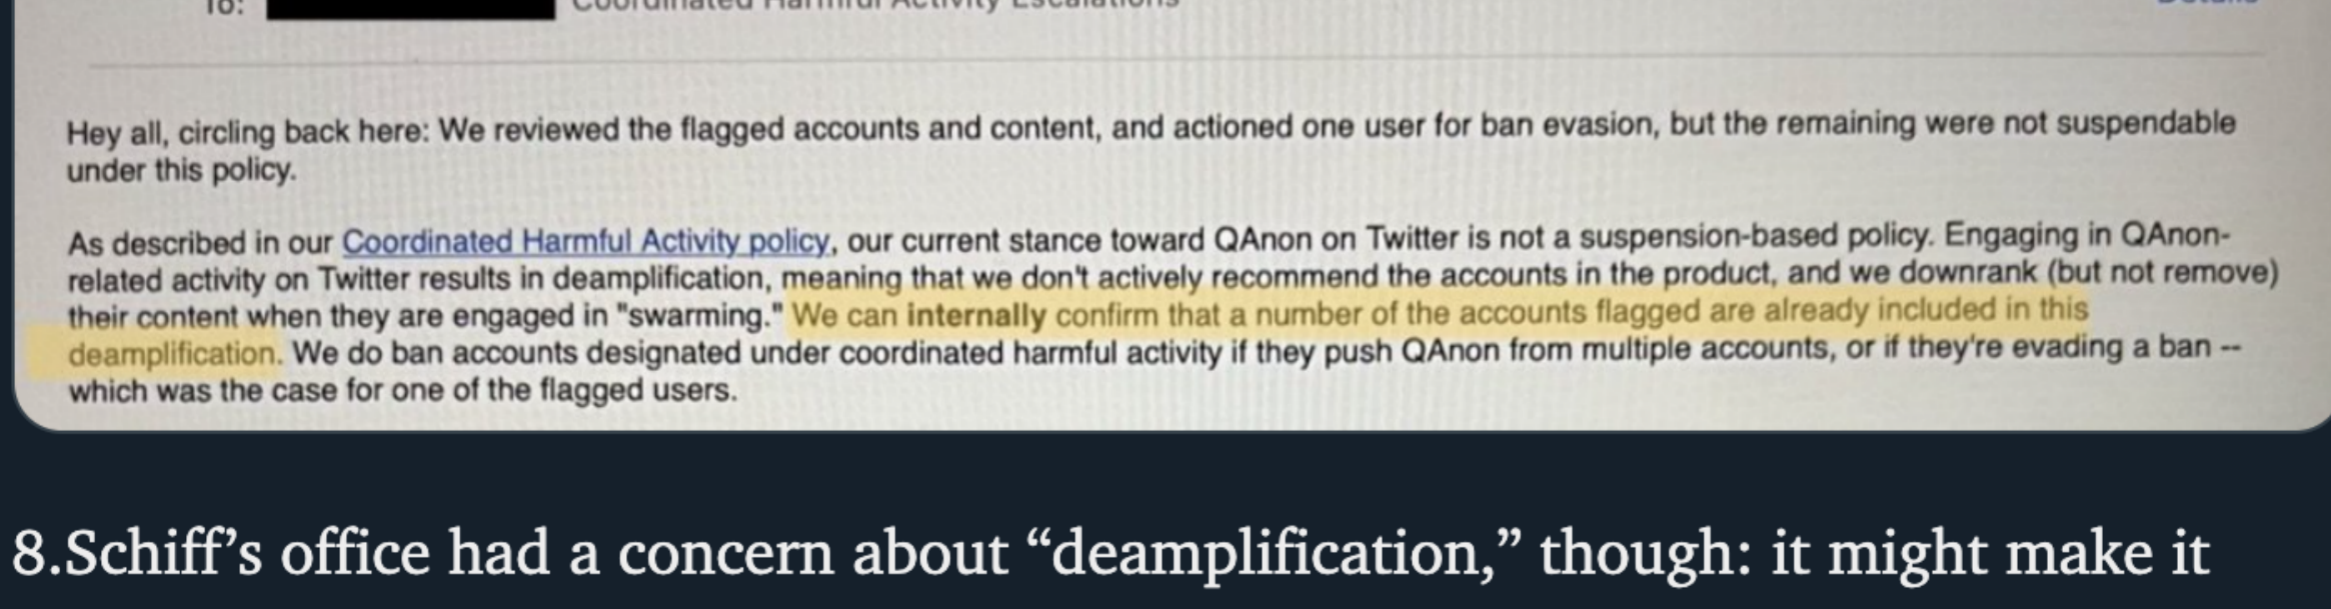 To:
Coordinated Harmful Activity Escalations
Details
Hey all, circling back here: We reviewed the flagged accounts and content, and actioned one user for ban evasion, but the remaining were not suspendable
under this policy.
As described in our Coordinated Harmful Activity policy, our current stance toward QAnon on Twitter is not a suspension-based policy. Engaging in QAnon-
related activity on Twitter results in deamplification, meaning that we don't actively recommend the accounts in the product, and we downrank (but not remove)
their content when they are engaged in "swarming." We can internally confirm that a number of the accounts flagged are already included in this
deamplification. We do ban accounts designated under coordinated harmful activity if they push QAnon from multiple accounts, or if they're evading a ban --
which was the case for one of the flagged users.
8.Schiff’s office had a concern about “deamplification,” though: it might make it